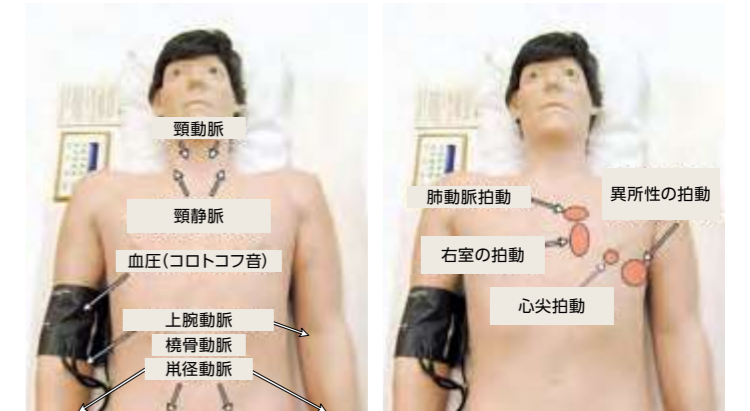 頸動脈
頸静脈
血圧(コロトコフ音)
上腕動脈
橈骨動脈
鼡径動脈
肺動脈拍動
異所性の拍動
右室の拍動
心尖拍動